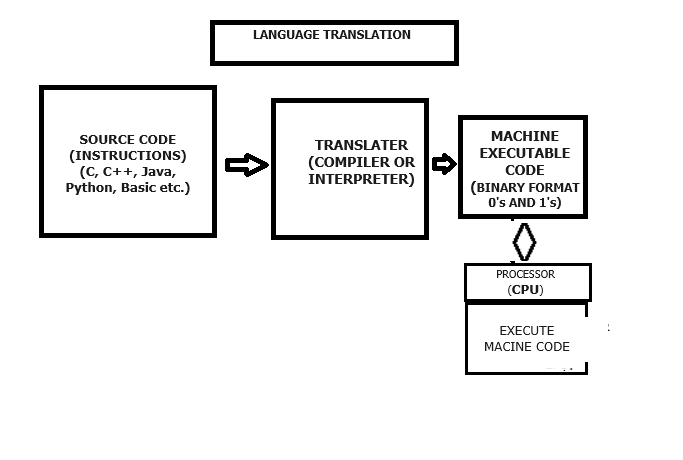 LANGUAGE TRANSLATION
SOURCE CODE
(INSTRUCTIONS)
(C, C++, Java,
Python, Basic etc.)
TRANSLATER
(COMPILER OR
INTERPRETER)
MACHINE
EXECUTABLE
CODE
(BINARY FORMAT
0's AND 1's)
PROCESSOR
(CPU)
EXECUTE
MACINE CODE